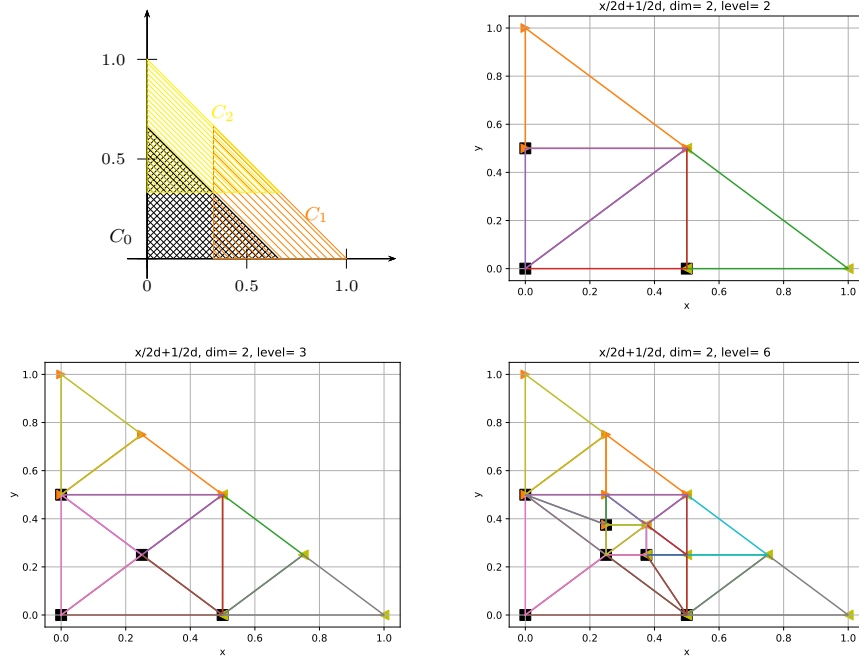 1.0
C₂
0.5
C₁
C₀
0 0.5 1.0
x/2d+1/2d, dim= 2, level= 2
1.0
0.8
0.6
y
0.4
0.2
0.0
0.0 0.2 0.4 0.6 0.8 1.0
x
x/2d+1/2d, dim= 2, level= 3
1.0
0.8
0.6
y
0.4
0.2
0.0
0.0 0.2 0.4 0.6 0.8 1.0
x
x/2d+1/2d, dim= 2, level= 6
1.0
0.8
0.6
y
0.4
0.2
0.0
0.0 0.2 0.4 0.6 0.8 1.0
x